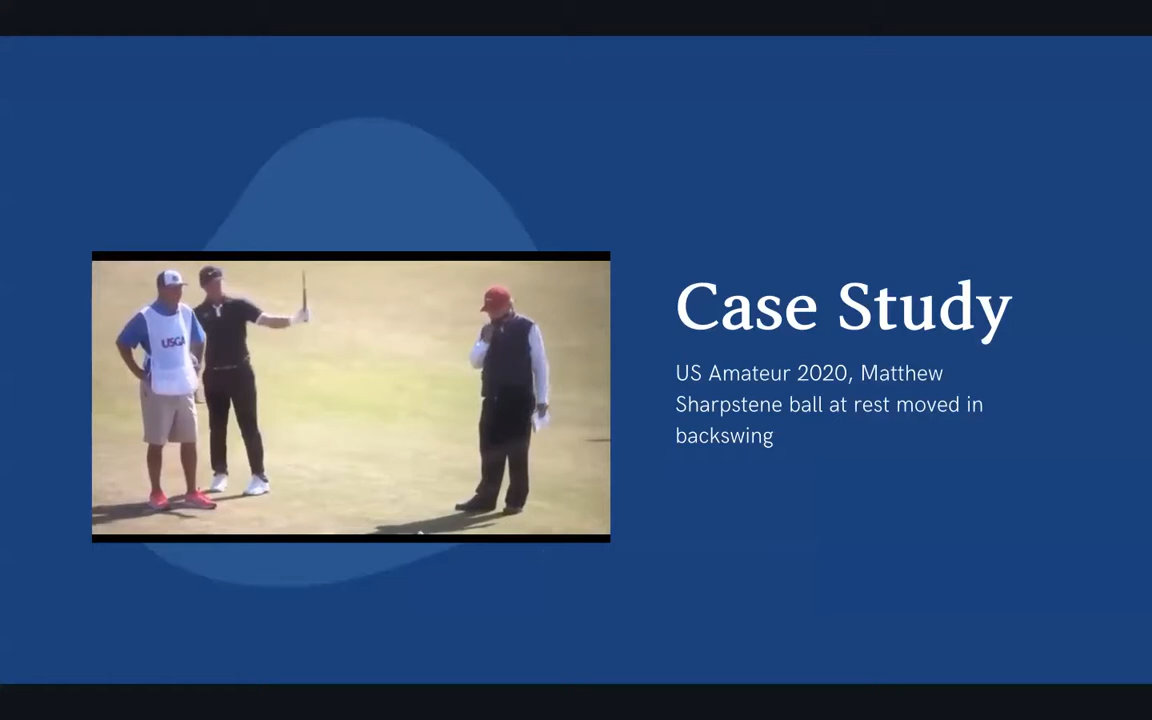 Case Study
US Amateur 2020, Matthew
Sharpstene ball at rest moved in
backswing
USGA